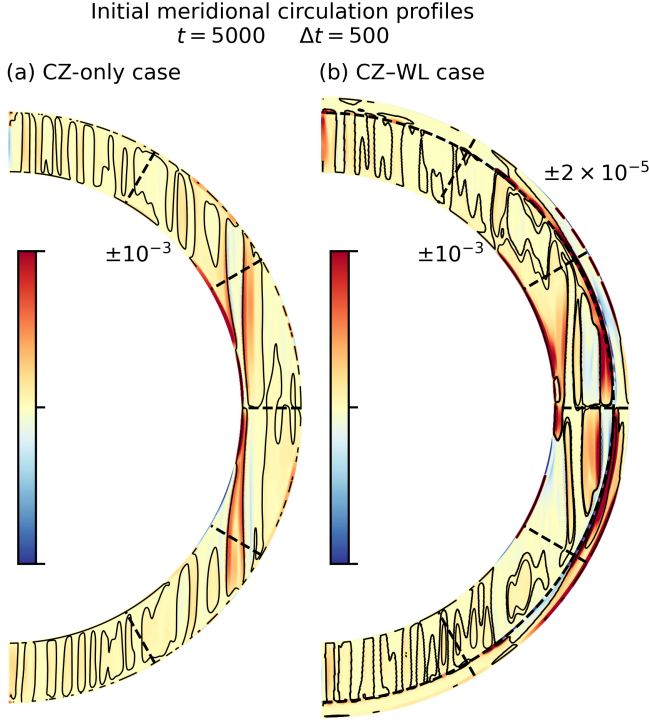 Initial meridional circulation profiles
t = 5000 Δt = 500
(a) CZ-only case
(b) CZ–WL case
±2 × 10⁻⁵
±10⁻³
±10⁻³